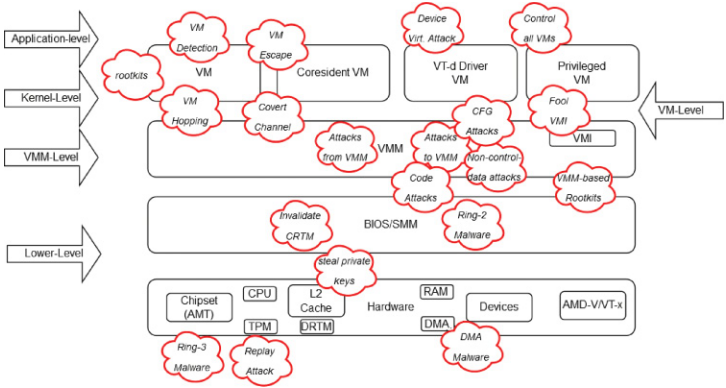 Application-level
Kernel-Level
VMM-Level
Lower-Level
VM-Level
VM
Detection
VM
Escape
Device
Virt. Attack
Control
all VMs
rootkits
VM
Coresident VM
VT-d Driver
VM
Privileged
VM
VM
Hopping
Covert
Channel
CFG
Attacks
Fool
VMI
Attacks
from VMM
VMM
Attacks
to VMM
Non-control-
data attacks
VMI
Code
Attacks
VMM-based
Rootkits
Invalidate
CRTM
BIOS/SMM
Ring-2
Malware
steal private
keys
Chipset
(AMT)
CPU
TPM
L2
Cache
DRTM
Hardware
RAM
DMA
Devices
AMD-V/VT-x
Ring-3
Malware
Replay
Attack
DMA
Malware